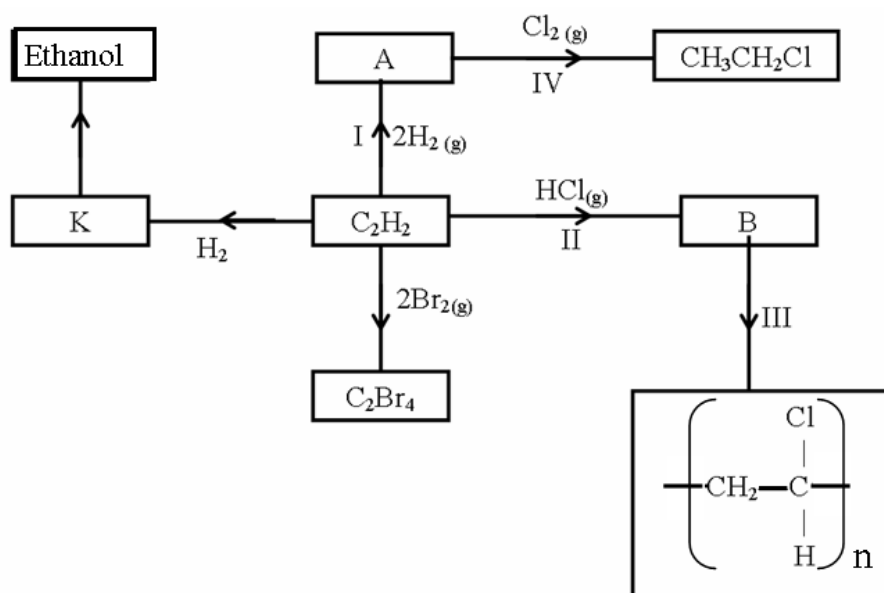 Cl₂ (g)
Ethanol
A
CH₃CH₂Cl
IV
I
2H₂ (g)
HCl(g)
K
C₂H₂
B
H₂
II
2Br₂(g)
III
C₂Br₄
Cl
CH₂
C
H
n